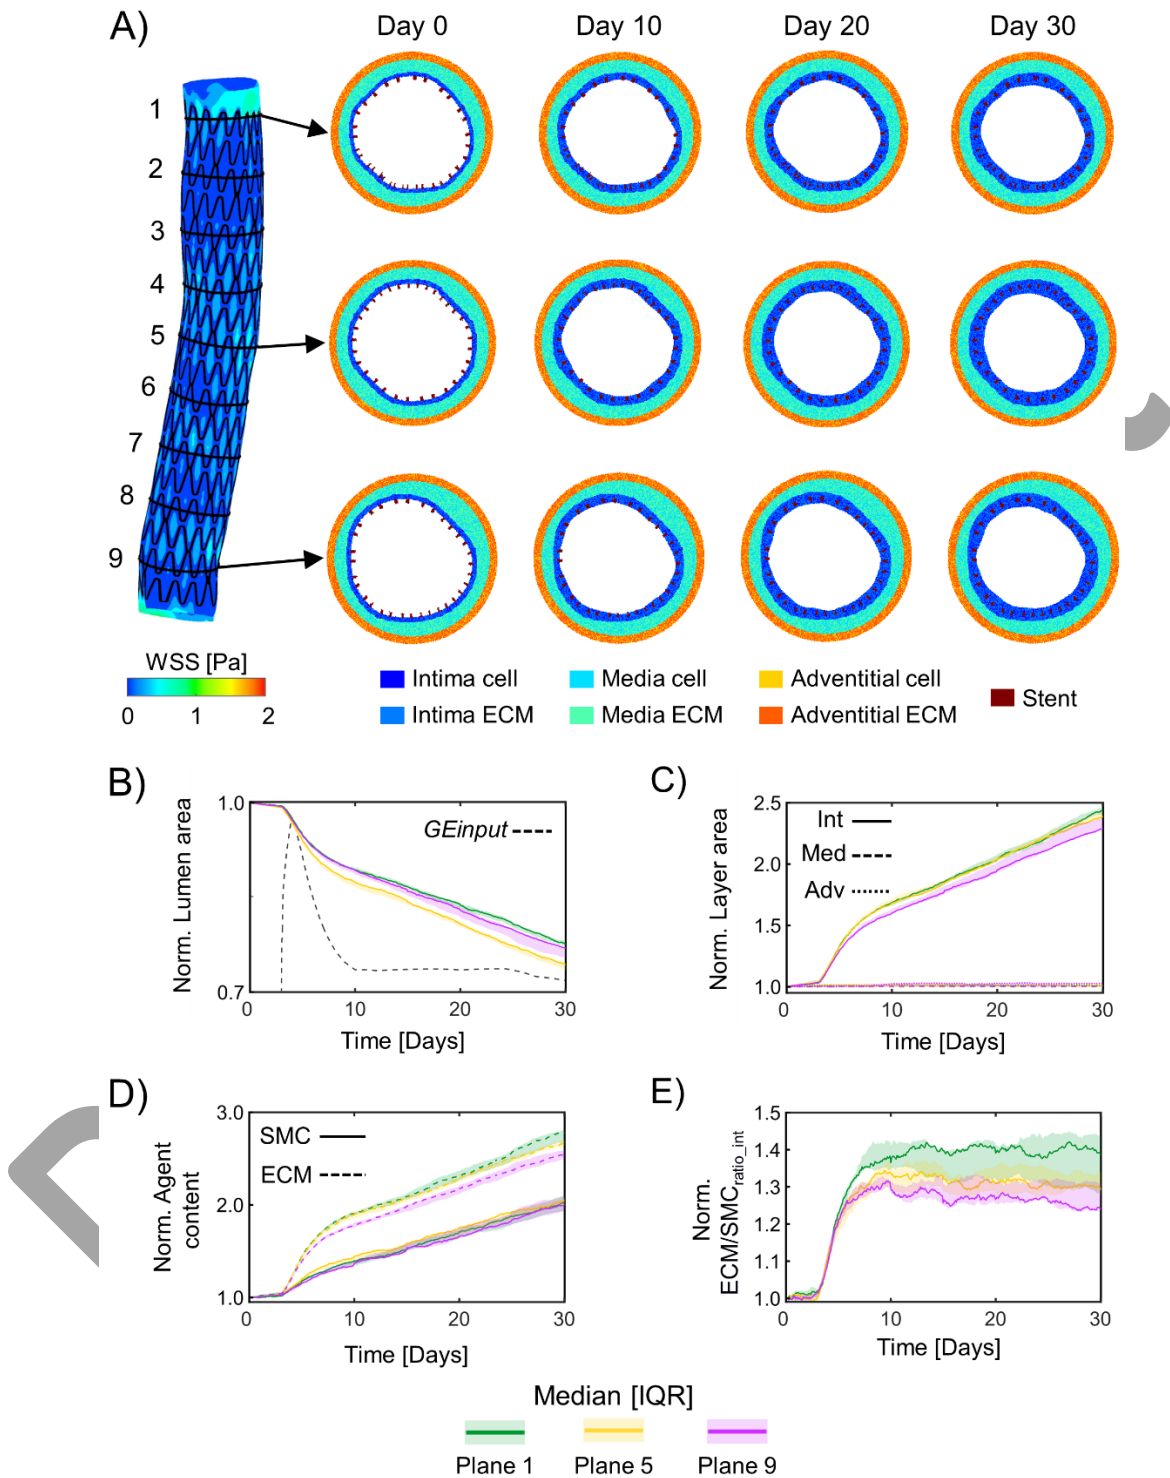 A)
Day 0 Day 10 Day 20 Day 30
1
2
3
4
5
6
7
8
9
WSS [Pa]
0 1 2
Intima cell Media cell Adventitial cell Stent
Intima ECM Media ECM Adventitial ECM
B)
Norm. Lumen area
1.0
0.7
GEinput
0 10 20 30
Time [Days]
C)
Norm. Layer area
2.5
2.0
1.5
1.0
Int
Med
Adv
0 10 20 30
Time [Days]
D)
Norm. Agent
content
3.0
2.0
1.0
SMC
ECM
0 10 20 30
Time [Days]
E)
Norm.
ECM/SMCratio_int
1.5
1.4
1.3
1.2
1.0
0 10 20 30
Time [Days]
Median [IQR]
Plane 1 Plane 5 Plane 9